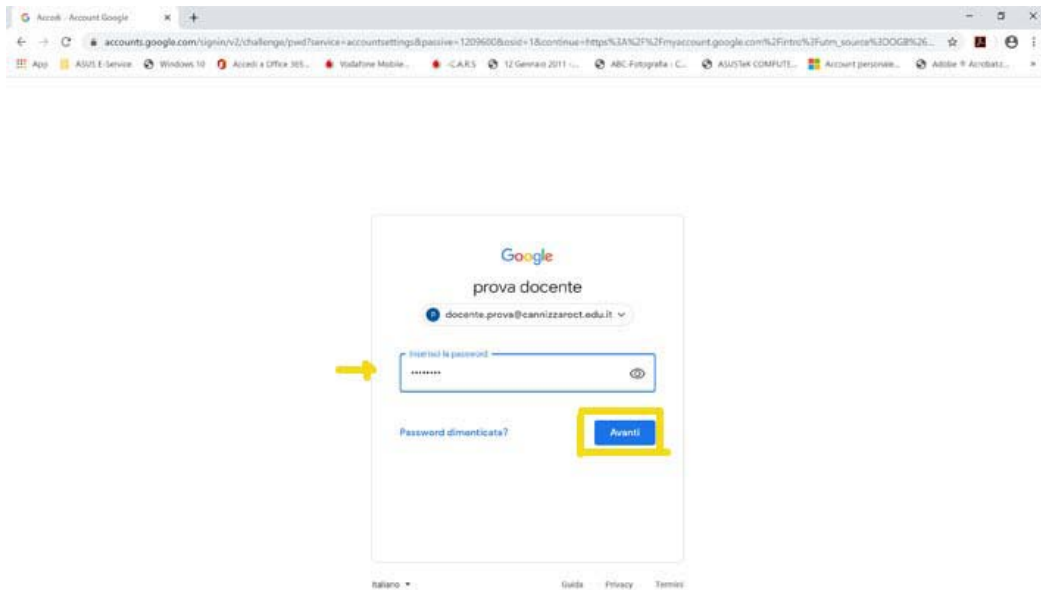 Accedi - Account Google
accounts.google.com/signin/v2/challenge/pwd?service=accountsettings&passive=1209600&osid=1&continue=https%3A%2F%2Fmyaccount.google.com%2Fintro%3Futm_source%3DOGB%26...
App ASUS E-Service Windows 10 Accedi a Office 365... Vodafone Mobile... C.A.R.S 12 Gennaio 2011 -... ABC-Fotografia : C... ASUSTeK COMPUTE... Account personale... Adobe ® Acrobat...
Google
prova docente
docente.prova@cannizzaroct.edu.it
Inserisci la password
Password dimenticata? Avanti
Italiano Guida Privacy Termini